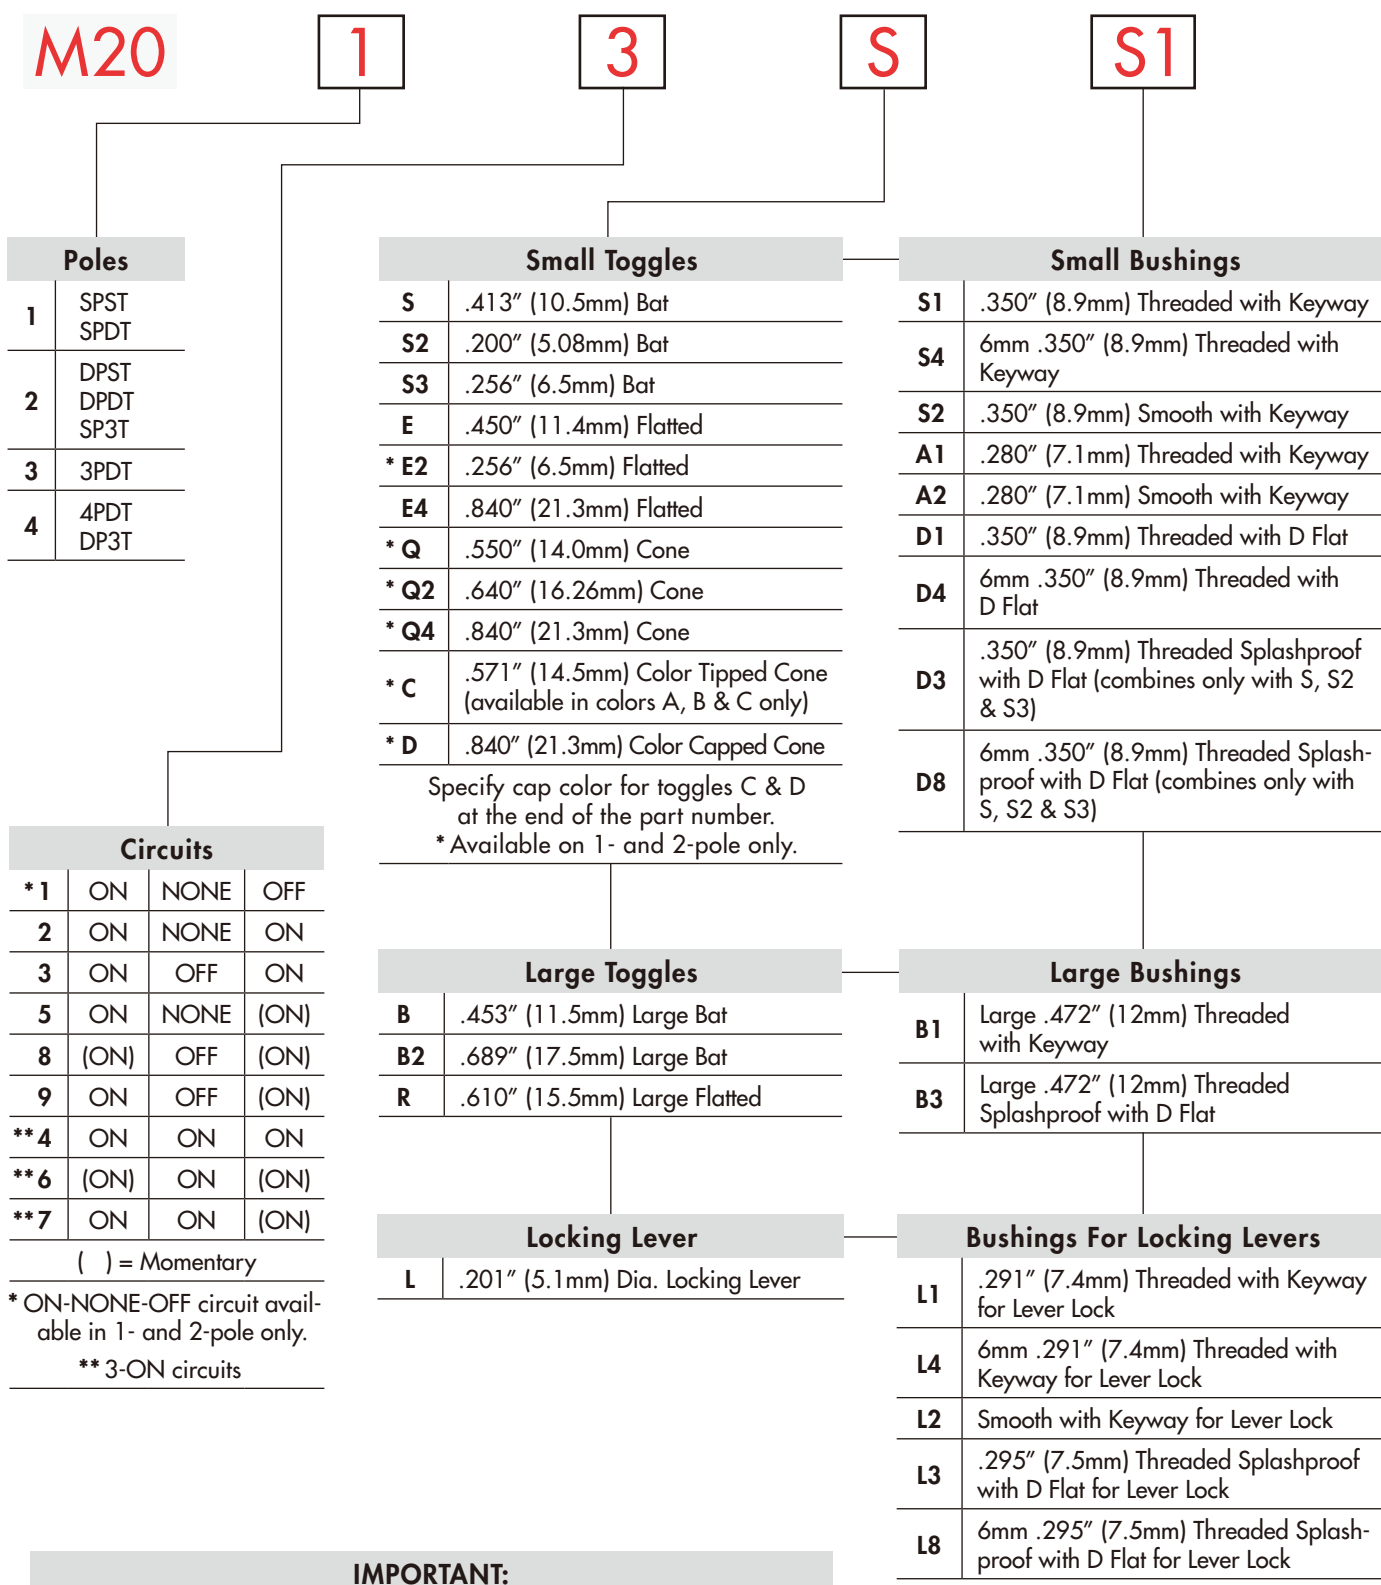 M20 1 3 S S1
Poles
1 SPST
SPDT
2 DPST
DPDT
SP3T
3 3PDT
4 4PDT
DP3T
Circuits
*1 ON NONE OFF
2 ON NONE ON
3 ON OFF ON
5 ON NONE (ON)
8 (ON) OFF (ON)
9 ON OFF (ON)
**4 ON ON ON
**6 (ON) ON (ON)
**7 ON ON (ON)
( ) = Momentary
* ON-NONE-OFF circuit avail-
able in 1- and 2-pole only.
** 3-ON circuits
Small Toggles
S .413" (10.5mm) Bat
S2 .200" (5.08mm) Bat
S3 .256" (6.5mm) Bat
E .450" (11.4mm) Flatted
* E2 .256" (6.5mm) Flatted
E4 .840" (21.3mm) Flatted
* Q .550" (14.0mm) Cone
* Q2 .640" (16.26mm) Cone
* Q4 .840" (21.3mm) Cone
* C .571" (14.5mm) Color Tipped Cone
(available in colors A, B & C only)
* D .840" (21.3mm) Color Capped Cone
Specify cap color for toggles C & D
at the end of the part number.
* Available on 1- and 2-pole only.
Large Toggles
B .453" (11.5mm) Large Bat
B2 .689" (17.5mm) Large Bat
R .610" (15.5mm) Large Flatted
Locking Lever
L .201" (5.1mm) Dia. Locking Lever
Small Bushings
S1 .350" (8.9mm) Threaded with Keyway
S4 6mm .350" (8.9mm) Threaded with
Keyway
S2 .350" (8.9mm) Smooth with Keyway
A1 .280" (7.1mm) Threaded with Keyway
A2 .280" (7.1mm) Smooth with Keyway
D1 .350" (8.9mm) Threaded with D Flat
D4 6mm .350" (8.9mm) Threaded with
D Flat
D3 .350" (8.9mm) Threaded Splashproof
with D Flat (combines only with S, S2
& S3)
D8 6mm .350" (8.9mm) Threaded Splash-
proof with D Flat (combines only with
S, S2 & S3)
Large Bushings
B1 Large .472" (12mm) Threaded
with Keyway
B3 Large .472" (12mm) Threaded
Splashproof with D Flat
Bushings For Locking Levers
L1 .291" (7.4mm) Threaded with Keyway
for Lever Lock
L4 6mm .291" (7.4mm) Threaded with
Keyway for Lever Lock
L2 Smooth with Keyway for Lever Lock
L3 .295" (7.5mm) Threaded Splashproof
with D Flat for Lever Lock
L8 6mm .295" (7.5mm) Threaded Splash-
proof with D Flat for Lever Lock
IMPORTANT: